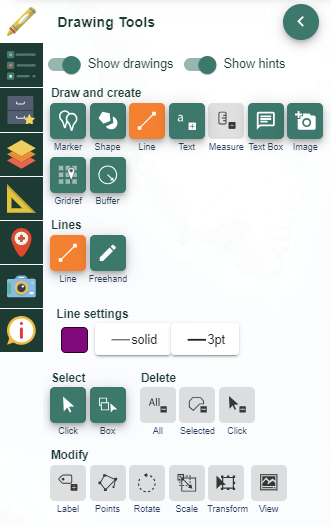 Drawing Tools
Show drawings Show hints
Draw and create
Marker Shape Line Text Measure Text Box Image
Gridref Buffer
Lines
Line Freehand
Line settings
solid 3pt
Select Delete
All
Click Box All Selected Click
Modify
Label Points Rotate Scale Transform View